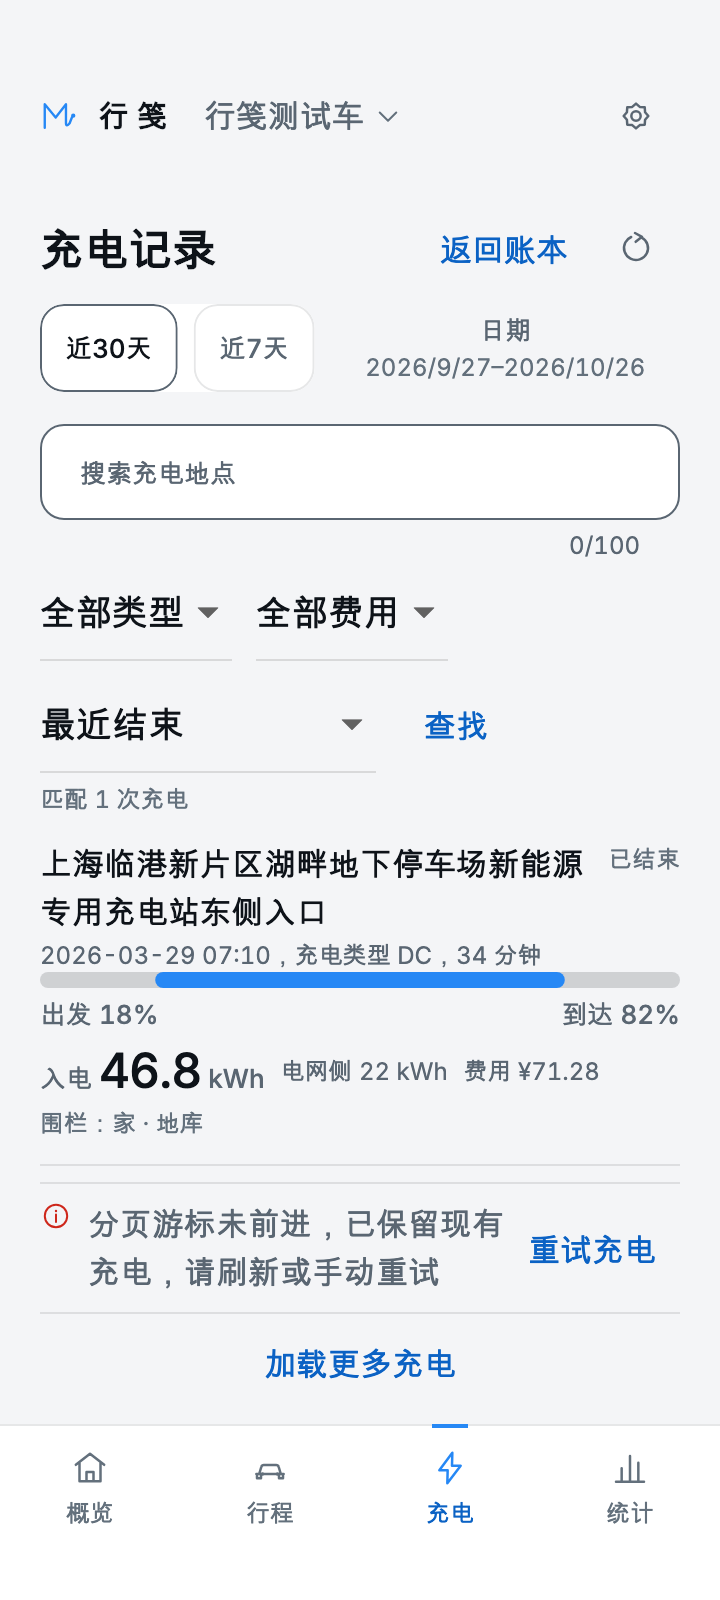 行 笺 行笺测试车
充电记录 返回账本
近30天 近7天 日期
2026/9/27–2026/10/26
搜索充电地点
0/100
全部类型 全部费用
最近结束 查找
匹配 1 次充电
上海临港新片区湖畔地下停车场新能源 已结束
专用充电站东侧入口
2026-03-29 07:10，充电类型 DC，34 分钟
出发 18% 到达 82%
入电 46.8 kWh 电网侧 22 kWh 费用 ¥71.28
围栏：家 · 地库
分页游标未前进，已保留现有
充电，请刷新或手动重试 重试充电
加载更多充电
概览 行程 充电 统计